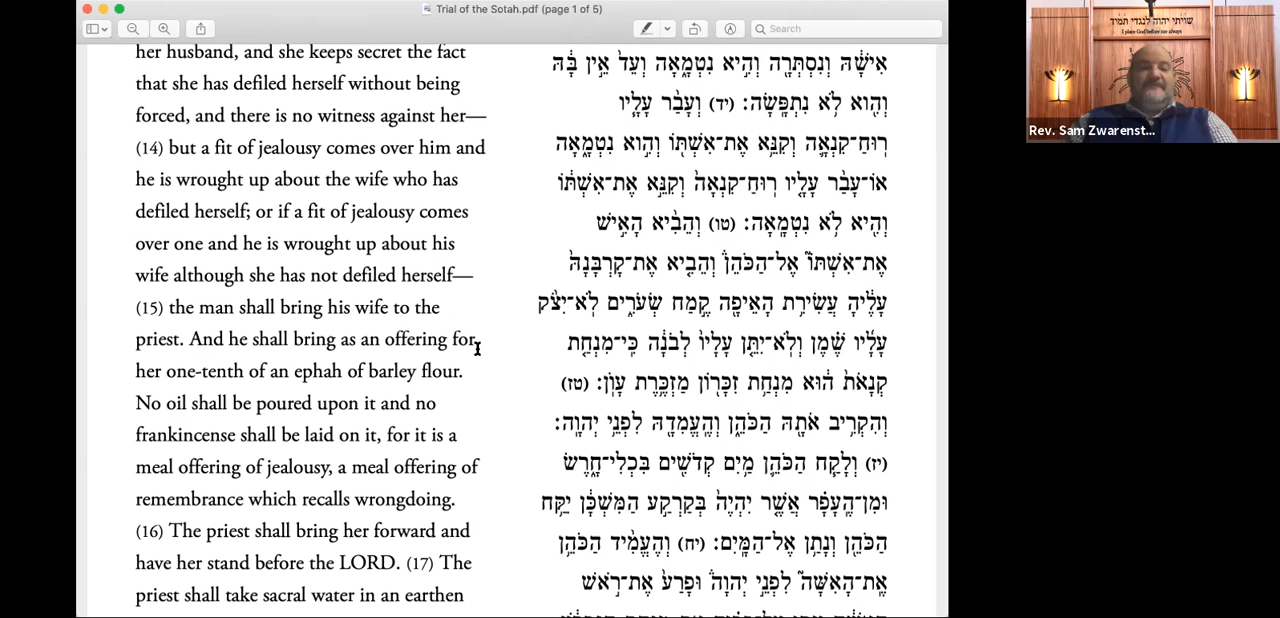 Trial of the Sotah.pdf (page 1 of 5)
Search
her husband, and she keeps secret the fact
that she has defiled herself without being
forced, and there is no witness against her—
(14) but a fit of jealousy comes over him and
he is wrought up about the wife who has
defiled herself; or if a fit of jealousy comes
over one and he is wrought up about his
wife although she has not defiled herself—
(15) the man shall bring his wife to the
priest. And he shall bring as an offering for
her one-tenth of an ephah of barley flour.
No oil shall be poured upon it and no
frankincense shall be laid on it, for it is a
meal offering of jealousy, a meal offering of
remembrance which recalls wrongdoing.
(16) The priest shall bring her forward and
have her stand before the LORD. (17) The
priest shall take sacral water in an earthen
אִישָׁ֔הּ וְנִסְתְּרָ֖ה וְהִ֣יא נִטְמָ֑אָה וְעֵד֙ אֵ֣ין בָּ֔הּ
וְהִ֖וא לֹ֥א נִתְפָּֽשָׂה׃ (יד) וְעָבַ֨ר עָלָ֧יו
רֽוּחַ־קִנְאָ֛ה וְקִנֵּ֥א אֶת־אִשְׁתּ֖וֹ וְהִ֣וא נִטְמָ֑אָה
אוֹ־עָבַ֨ר עָלָ֤יו רֽוּחַ־קִנְאָה֙ וְקִנֵּ֣א אֶת־אִשְׁתּ֔וֹ
וְהִ֖יא לֹ֥א נִטְמָֽאָה׃ (טו) וְהֵבִ֨יא הָאִ֣ישׁ
אֶת־אִשְׁתּוֹ֮ אֶל־הַכֹּהֵן֒ וְהֵבִ֤יא אֶת־קָרְבָּנָהּ֙
עָלֶ֔יהָ עֲשִׂירִ֥ת הָאֵיפָ֖ה קֶ֣מַח שְׂעֹרִ֑ים לֹֽא־יִצֹ֨ק
עָלָ֜יו שֶׁ֗מֶן וְלֹֽא־יִתֵּ֤ן עָלָיו֙ לְבֹנָ֔ה כִּֽי־מִנְחַ֤ת
קְנָאֹת֙ ה֔וּא מִנְחַ֥ת זִכָּר֖וֹן מַזְכֶּ֥רֶת עָוֺֽן׃ (טז)
וְהִקְרִ֥יב אֹתָ֖הּ הַכֹּהֵ֑ן וְהֶֽעֱמִדָ֖הּ לִפְנֵ֥י יְהוָֽה׃
(יז) וְלָקַ֧ח הַכֹּהֵ֛ן מַ֥יִם קְדֹשִׁ֖ים בִּכְלִי־חָ֑רֶשׂ
וּמִן־הֶֽעָפָ֗ר אֲשֶׁ֤ר יִהְיֶה֙ בְּקַרְקַ֣ע הַמִּשְׁכָּ֔ן יִקַּ֥ח
הַכֹּהֵ֖ן וְנָתַ֥ן אֶל־הַמָּֽיִם׃ (יח) וְהֶעֱמִ֨יד הַכֹּהֵ֥ן
אֶֽת־הָאִשָּׁה֮ לִפְנֵ֣י יְהוָה֒ וּפָרַע֙ אֶת־רֹ֣אשׁ
שויתי יהוה לנגדי תמיד
I place God before me always
Rev. Sam Zwarenst...